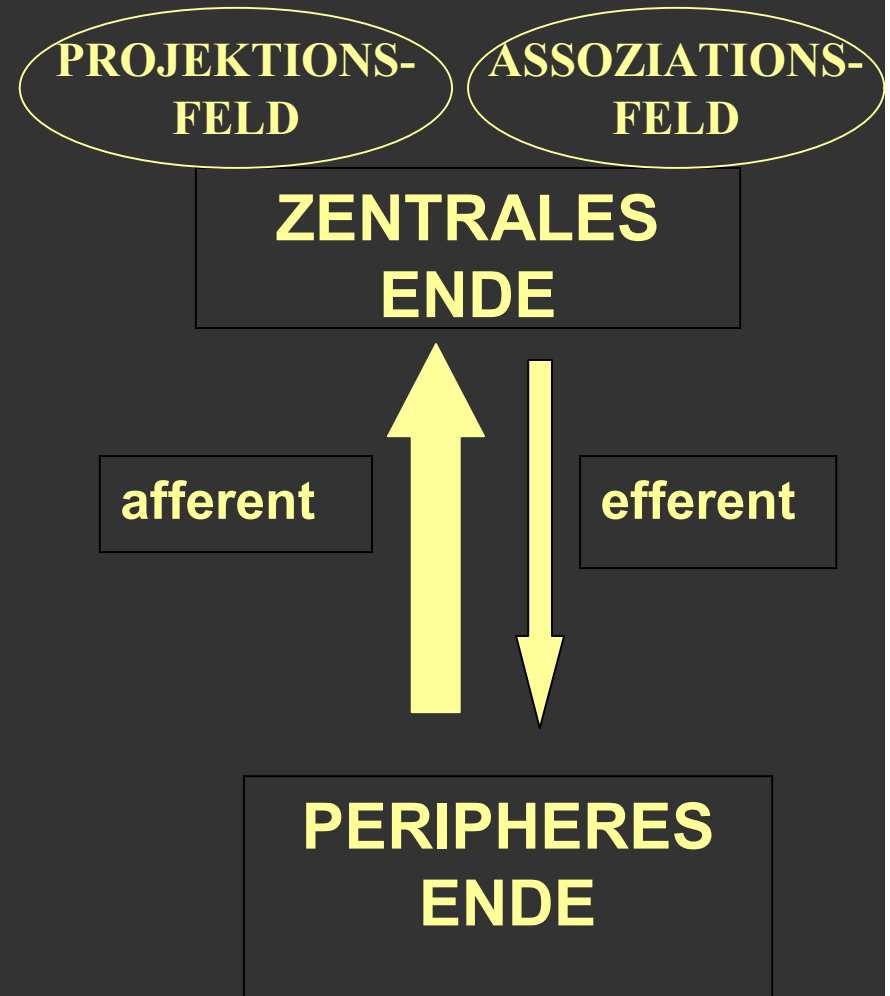 PROJEKTIONS-
FELD
ASSOZIATIONS-
FELD
ZENTRALES
ENDE
afferent
efferent
PERIPHERES
ENDE